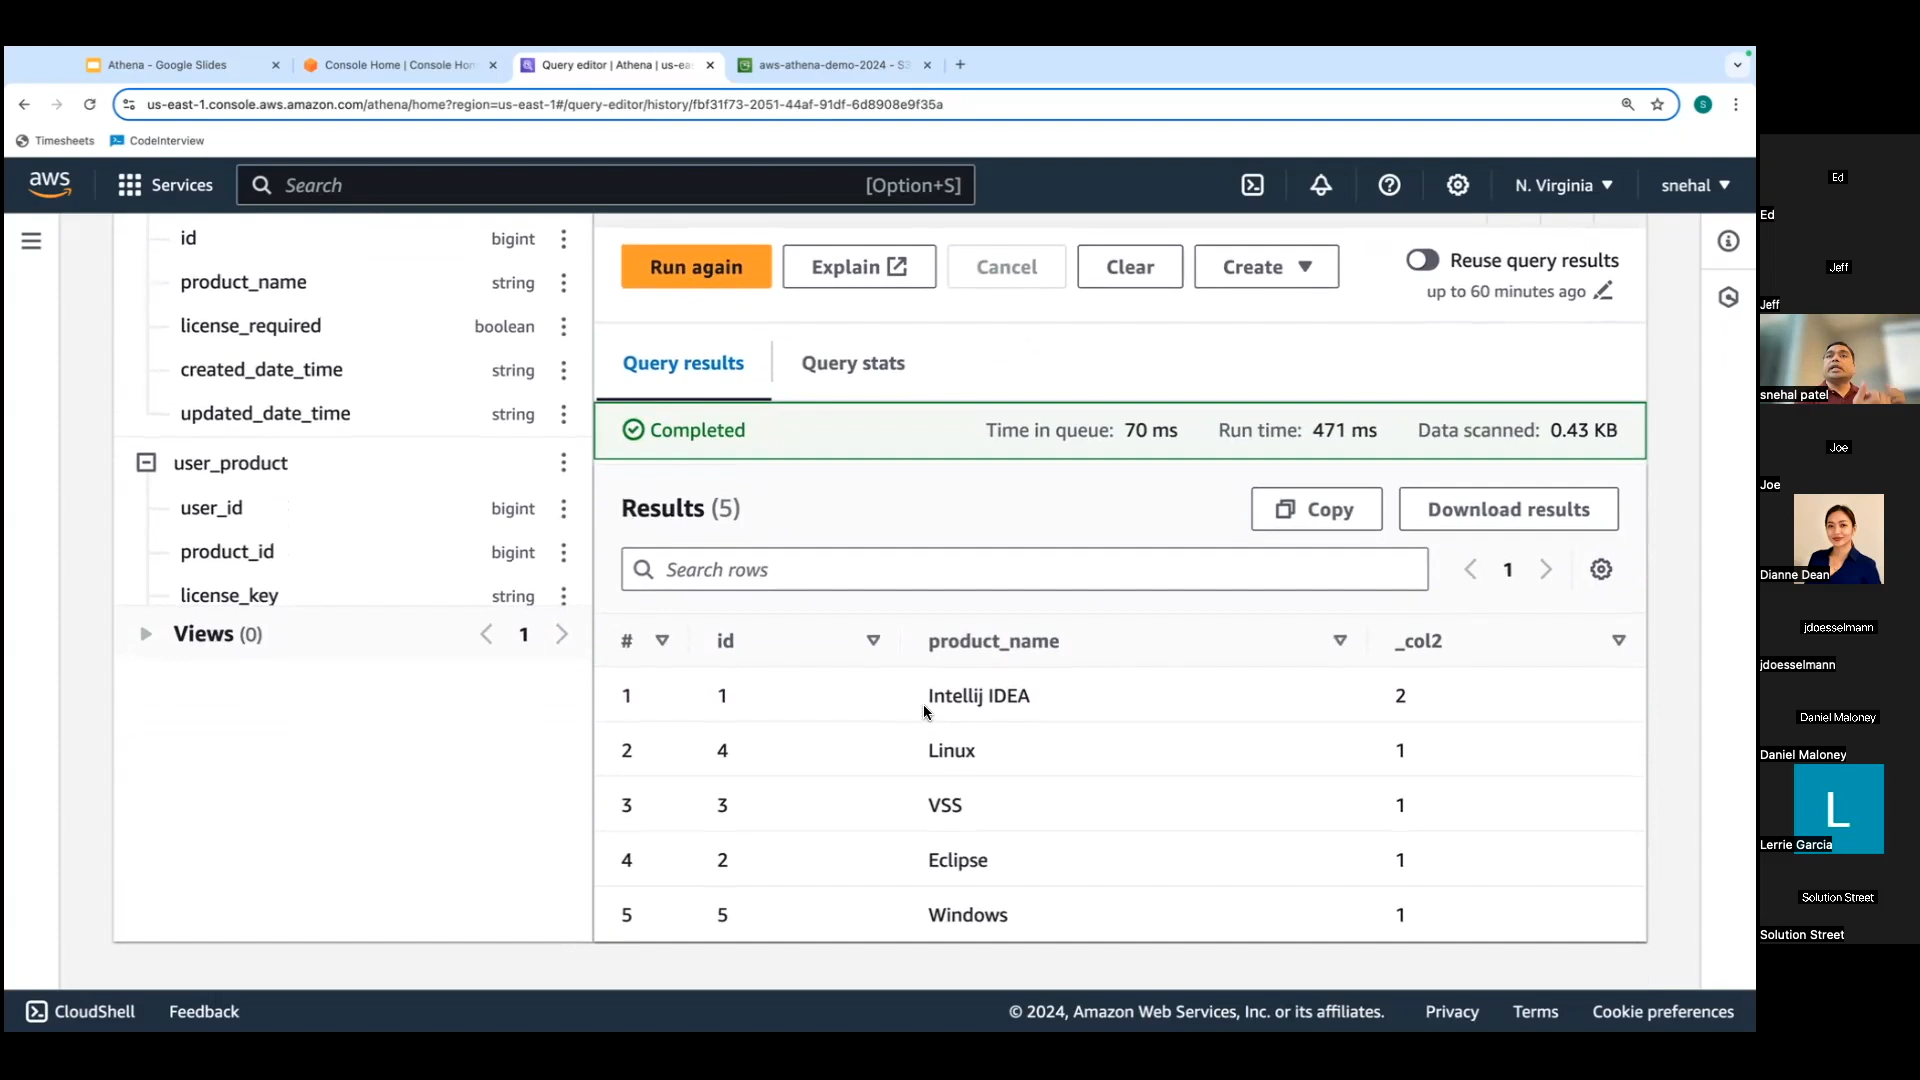 Athena - Google Slides
Console Home | Console Hom
Query editor | Athena | us-ea
aws-athena-demo-2024 - S3
us-east-1.console.aws.amazon.com/athena/home?region=us-east-1#/query-editor/history/fbf31f73-2051-44af-91df-6d8908e9f35a
S
Timesheets
CodeInterview
aws
Services
Search
[Option+S]
N. Virginia
snehal
id bigint
product_name string
license_required boolean
created_date_time string
updated_date_time string
user_product
user_id bigint
product_id bigint
license_key string
Views (0)
1
Run again
Explain
Cancel
Clear
Create
Reuse query results
up to 60 minutes ago
Query results
Query stats
Completed
Time in queue: 70 ms
Run time: 471 ms
Data scanned: 0.43 KB
Results (5)
Copy
Download results
Search rows
1
# id product_name _col2
1 1 Intellij IDEA 2
2 4 Linux 1
3 3 VSS 1
4 2 Eclipse 1
5 5 Windows 1
CloudShell
Feedback
© 2024, Amazon Web Services, Inc. or its affiliates.
Privacy
Terms
Cookie preferences
Ed
Ed
Jeff
Jeff
snehal patel
Joe
Joe
Dianne Dean
jdoesselmann
jdoesselmann
Daniel Maloney
Daniel Maloney
L
Lerrie Garcia
Solution Street
Solution Street